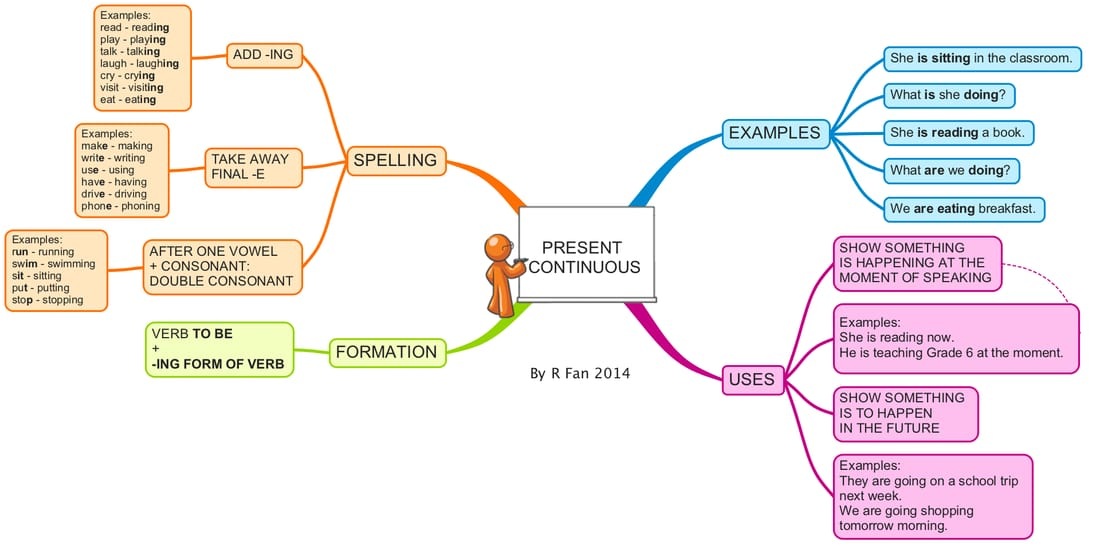 PRESENT
CONTINUOUS
By R Fan 2014
SPELLING
ADD -ING
Examples:
read - reading
play - playing
talk - talking
laugh - laughing
cry - crying
visit - visiting
eat - eating
TAKE AWAY
FINAL -E
Examples:
make - making
write - writing
use - using
have - having
drive - driving
phone - phoning
AFTER ONE VOWEL
+ CONSONANT:
DOUBLE CONSONANT
Examples:
run - running
swim - swimming
sit - sitting
put - putting
stop - stopping
FORMATION
VERB TO BE
+
-ING FORM OF VERB
EXAMPLES
She is sitting in the classroom.
What is she doing?
She is reading a book.
What are we doing?
We are eating breakfast.
USES
SHOW SOMETHING
IS HAPPENING AT THE
MOMENT OF SPEAKING
Examples:
She is reading now.
He is teaching Grade 6 at the moment.
SHOW SOMETHING
IS TO HAPPEN
IN THE FUTURE
Examples:
They are going on a school trip
next week.
We are going shopping
tomorrow morning.